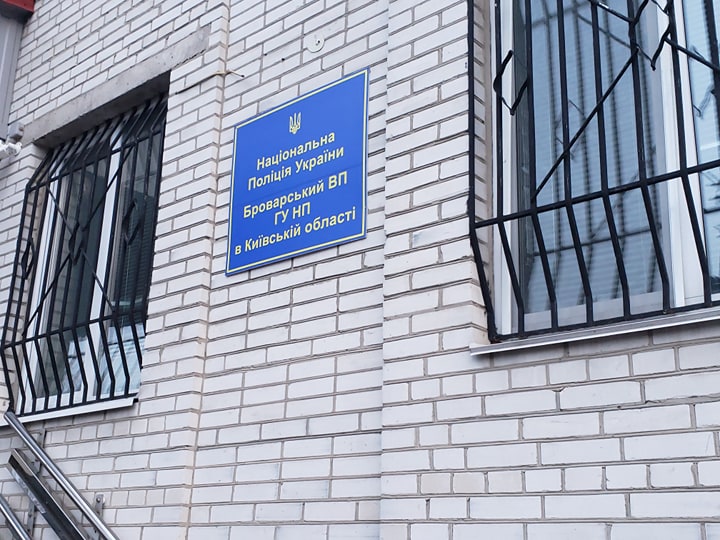 Національна
Поліція України
Броварський ВП
ГУ НП
в Київській області